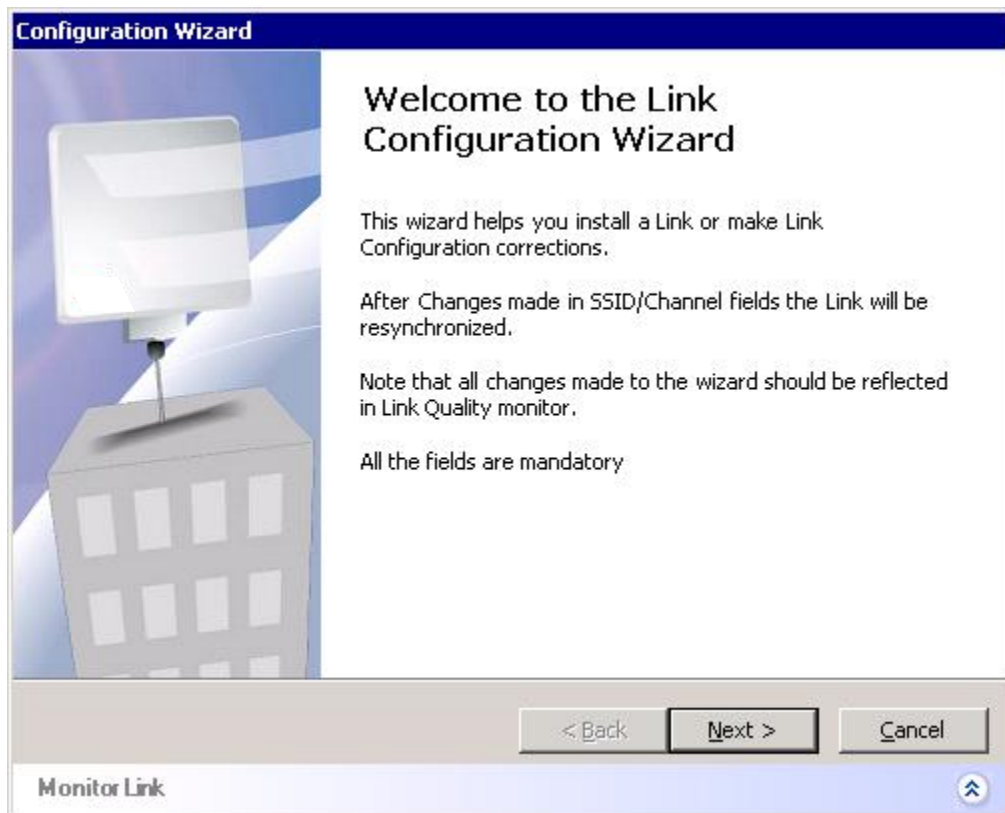 Configuration Wizard
Welcome to the Link
Configuration Wizard
This wizard helps you install a Link or make Link
Configuration corrections.
After Changes made in SSID/Channel fields the Link will be
resynchronized.
Note that all changes made to the wizard should be reflected
in Link Quality monitor.
All the fields are mandatory
< Back
Next >
Cancel
Monitor Link